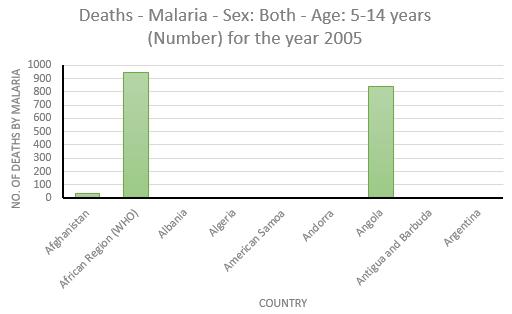 Deaths - Malaria - Sex: Both - Age: 5-14 years
(Number) for the year 2005
NO. OF DEATHS BY MALARIA
1000
900
800
700
600
500
400
300
200
100
0
Afghanistan
African Region (WHO)
Albania
Algeria
American Samoa
Andorra
Angola
Antigua and Barbuda
Argentina
COUNTRY